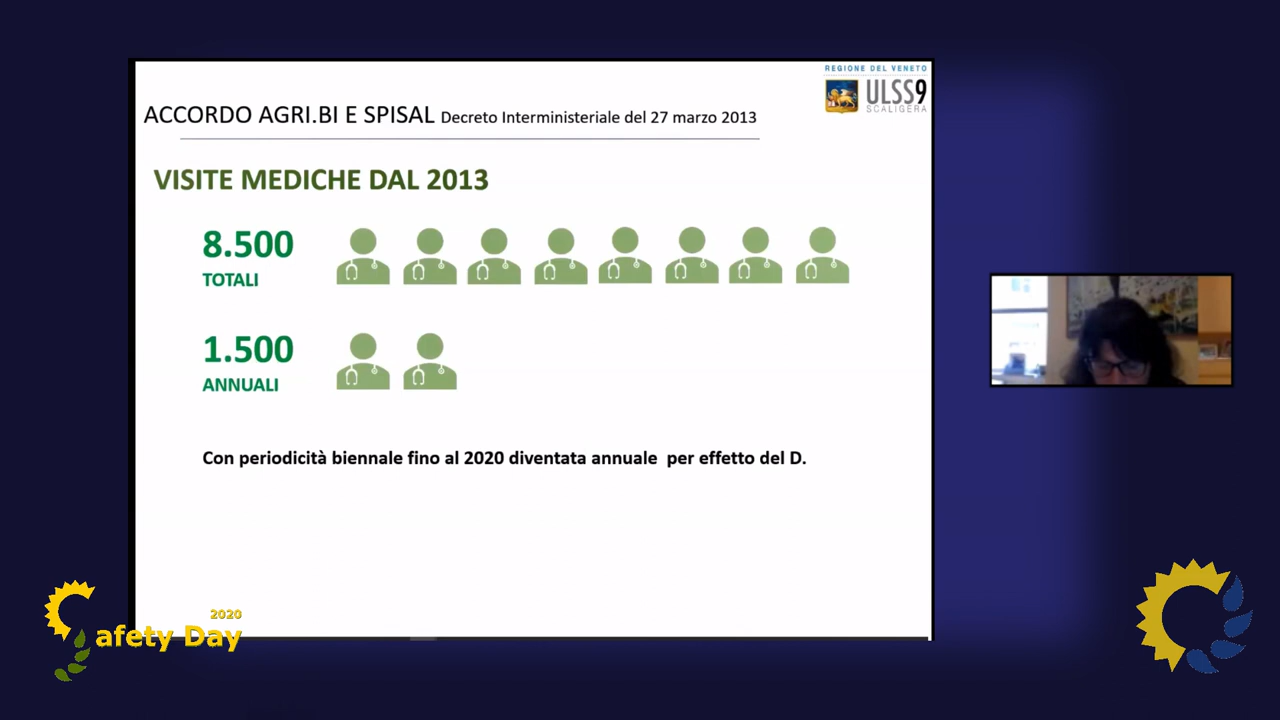 REGIONE DEL VENETO
ULSS9
SCALIGERA
ACCORDO AGRI.BI E SPISAL Decreto Interministeriale del 27 marzo 2013
VISITE MEDICHE DAL 2013
8.500
TOTALI
1.500
ANNUALI
Con periodicità biennale fino al 2020 diventata annuale per effetto del D.
2020
Safety Day